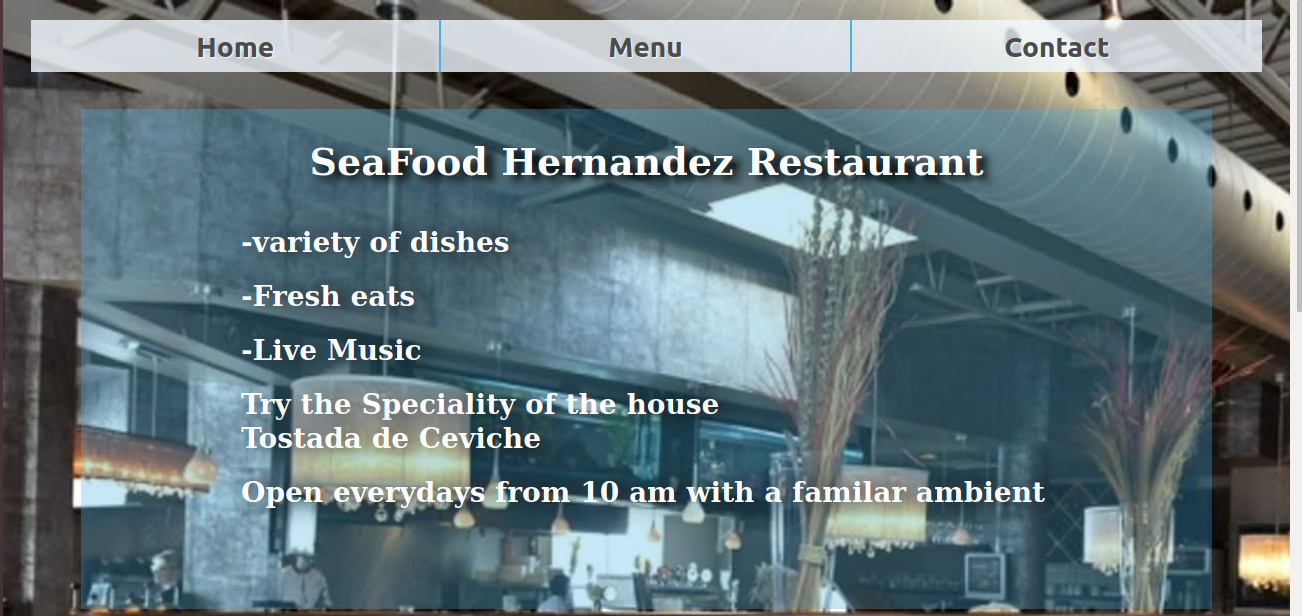 Home Menu Contact
SeaFood Hernandez Restaurant
-variety of dishes
-Fresh eats
-Live Music
Try the Speciality of the house
Tostada de Ceviche
Open everydays from 10 am with a familar ambient